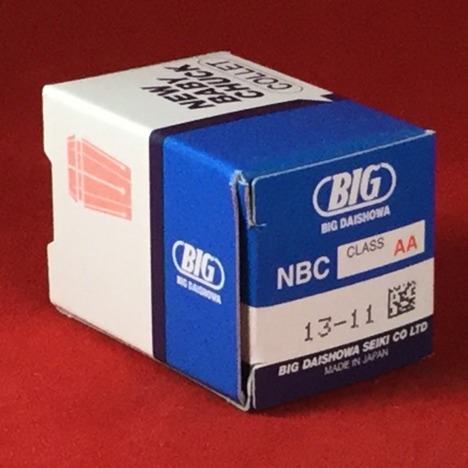 NEW
BABY
CHUCK
COLLET
BIG
BIG DAISHOWA
BIG
BIG DAISHOWA
NBC
CLASS AA
13-11
BIG DAISHOWA SEIKI CO LTD
MADE IN JAPAN